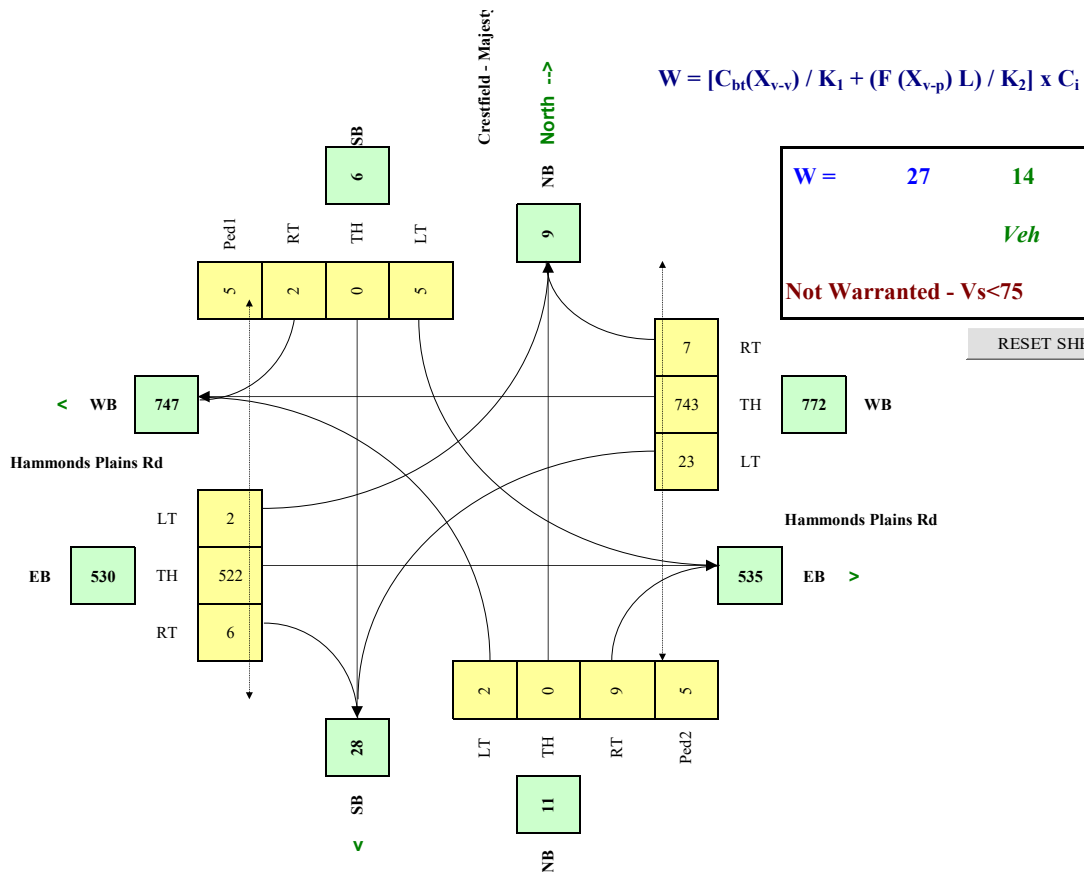 Crestfield - Majesty
North -->
W = [Cbt(Xv-v) / K1 + (F (Xv-p) L) / K2] x Ci
SB
6
NB
9
W = 27 14
Veh
Not Warranted - Vs<75
RESET SHE
Ped1 RT TH LT
5 2 0 5
7 RT
743 TH
23 LT
772 WB
< WB 747
Hammonds Plains Rd
LT 2
EB 530 TH 522
RT 6
Hammonds Plains Rd
535 EB >
2 0 9 5
LT TH RT Ped2
28
SB
v
11
NB